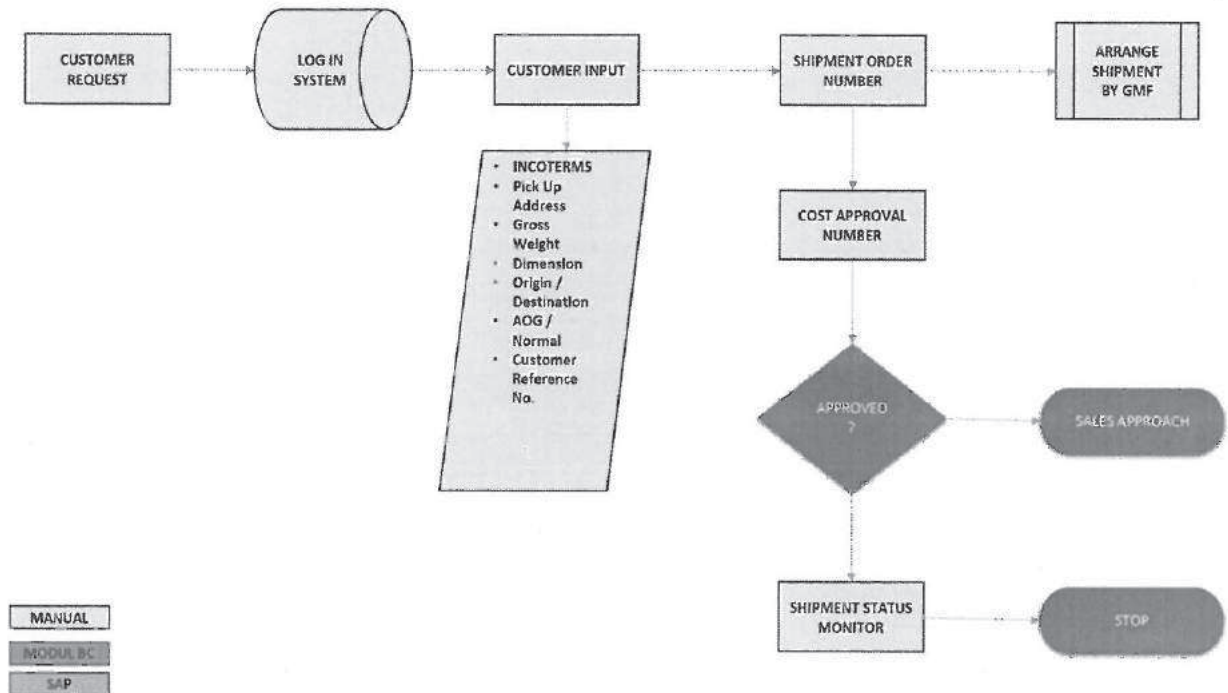 CUSTOMER
REQUEST
LOG IN
SYSTEM
CUSTOMER INPUT
SHIPMENT ORDER
NUMBER
ARRANGE
SHIPMENT
BY GMF
• INCOTERMS
• Pick Up
Address
• Gross
Weight
• Dimension
• Origin /
Destination
• AOG /
Normal
• Customer
Reference
No.
COST APPROVAL
NUMBER
APPROVED
?
SALES APPROACH
SHIPMENT STATUS
MONITOR
STOP
MANUAL
MODUL BC
SAP